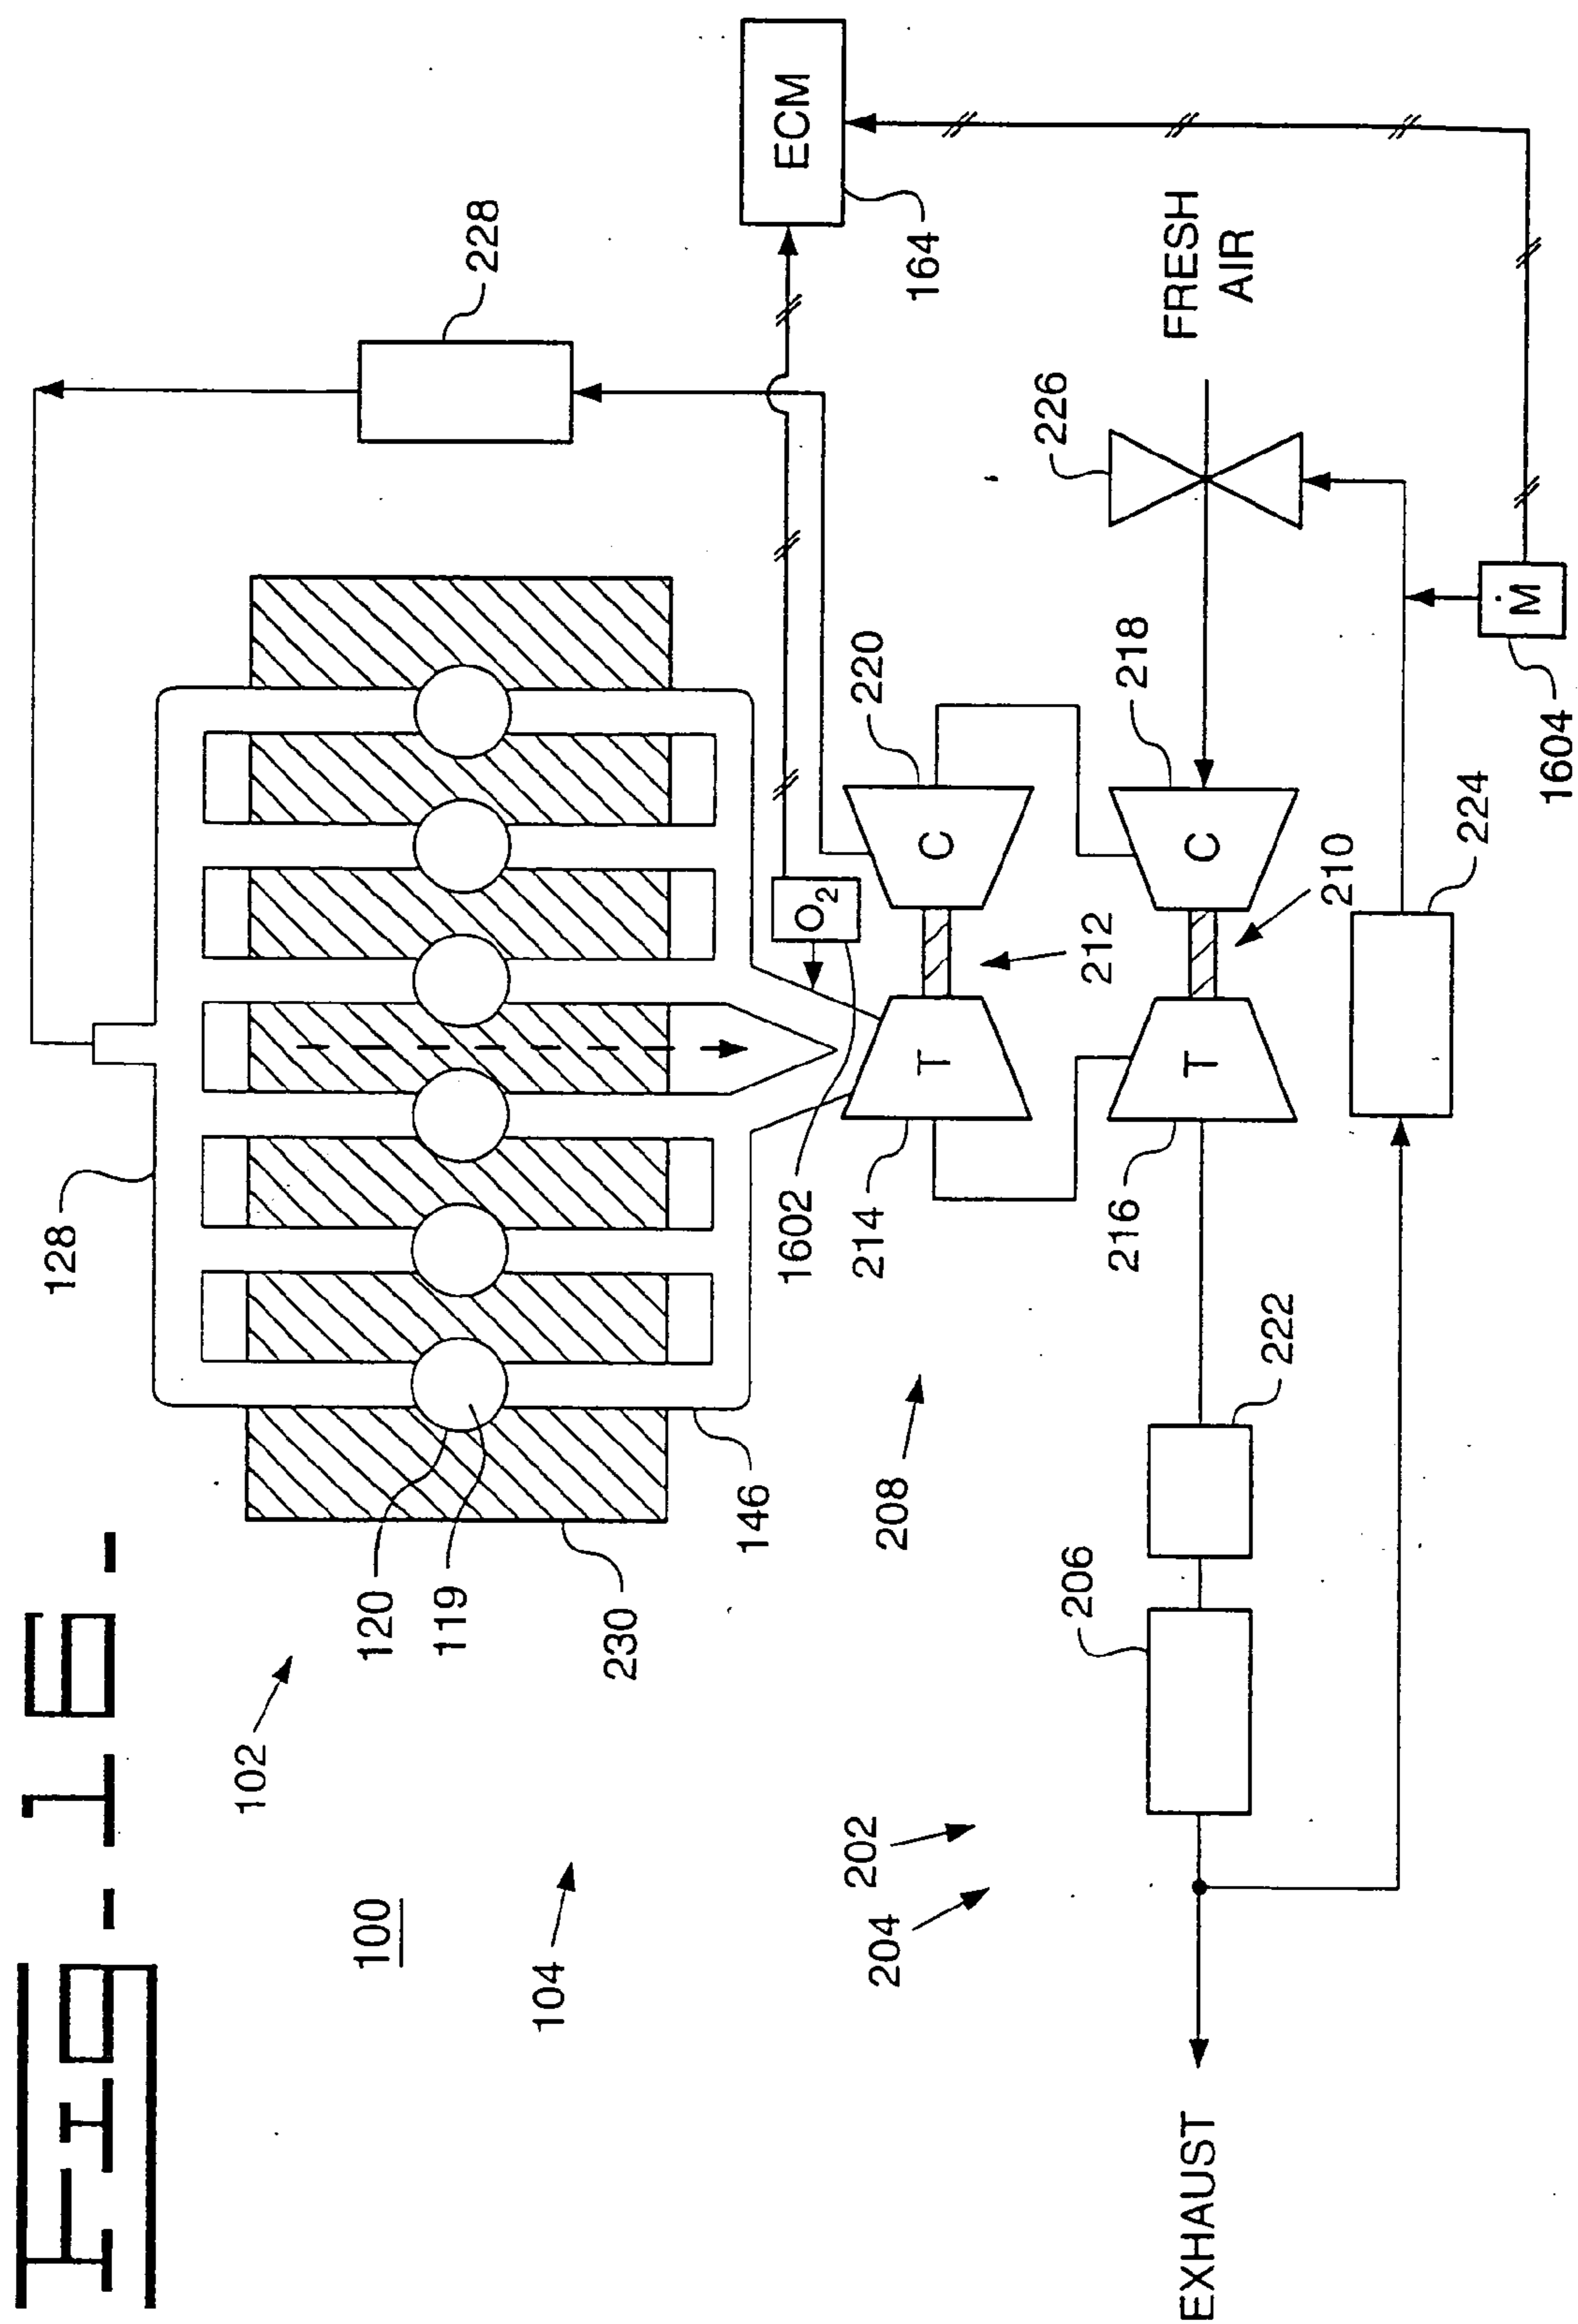 Fig-16-
128
102
100
120
119
228
104
230
146
ECM
O2
1602
220
204
202
208
214
T
C
164
226
212
206
216
218
FRESH
AIR
EXHAUST
222
T
C
210
224
Ṁ
1604